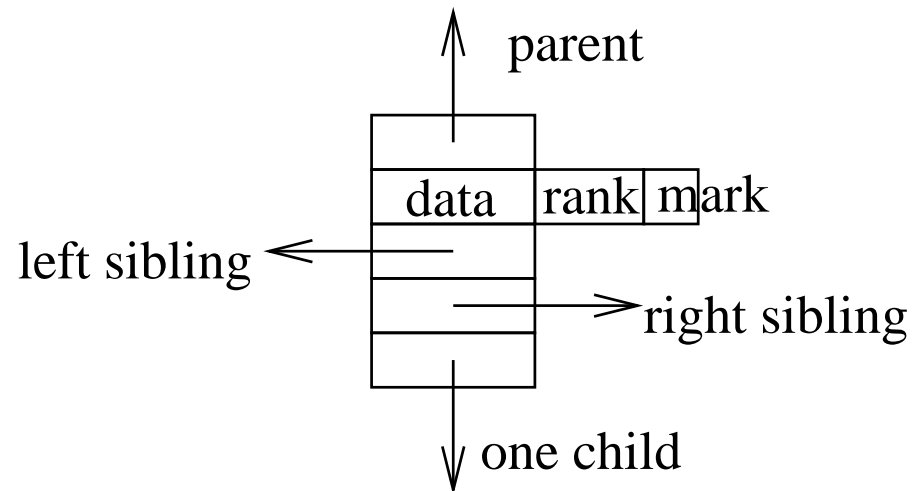 parent
data rank mark
left sibling
right sibling
one child